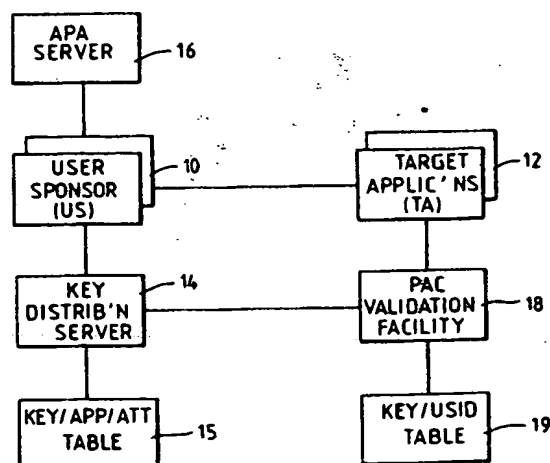 APA
SERVER
16
USER
SPONSOR
(US)
10
TARGET
APPLIC'NS
(TA)
12
KEY
DISTRIB'N
SERVER
14
PAC
VALIDATION
FACILITY
18
KEY/APP/ATT
TABLE
15
KEY/USID
TABLE
19